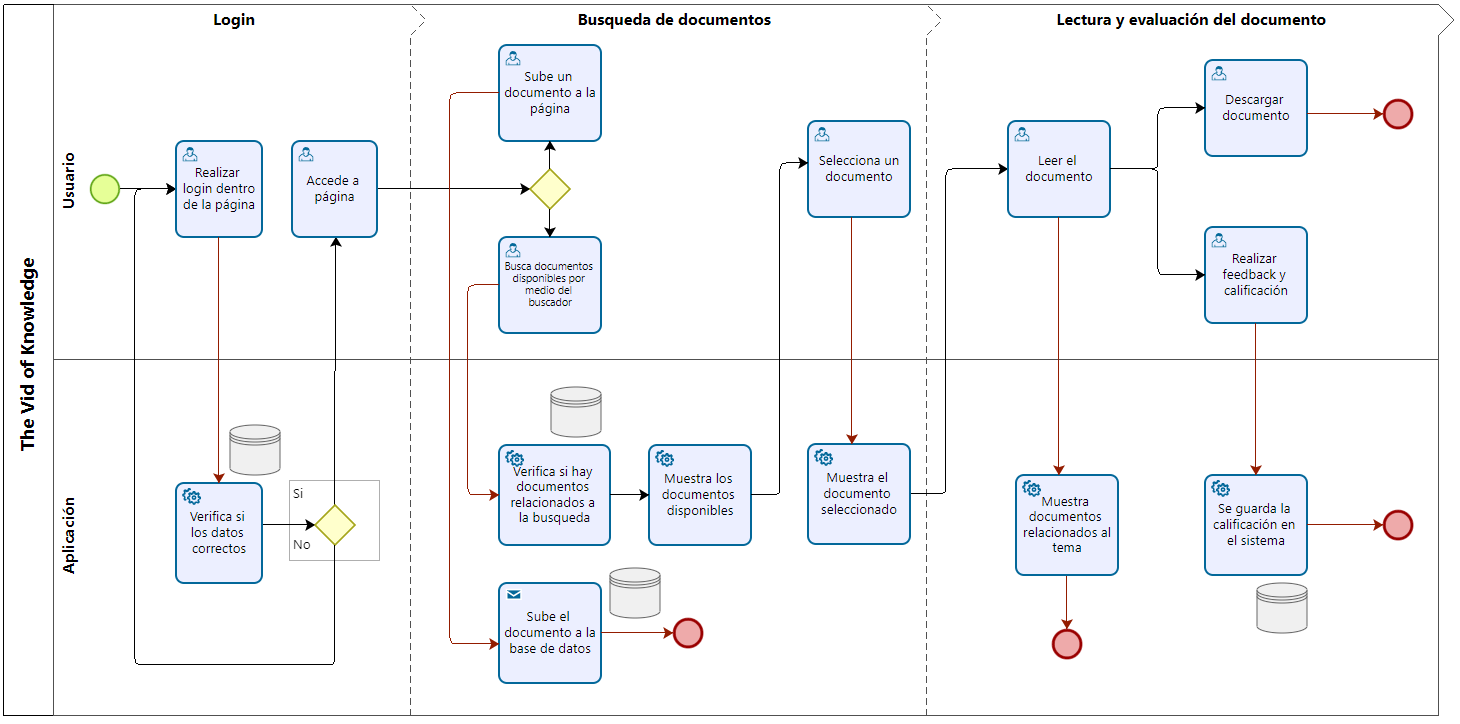 Login
Busqueda de documentos
Lectura y evaluación del documento
The Vid of Knowledge
Usuario
Realizar
login dentro
de la página
Accede a
página
Sube un
documento a la
página
Busca documentos
disponibles por
medio del
buscador
Selecciona un
documento
Leer el
documento
Descargar
documento
Realizar
feedback y
calificación
Aplicación
Verifica si
los datos
correctos
Si
No
Verifica si hay
documentos
relacionados a
la busqueda
Muestra los
documentos
disponibles
Muestra el
documento
seleccionado
Sube el
documento a la
base de datos
Muestra
documentos
relacionados al
tema
Se guarda la
calificación en
el sistema